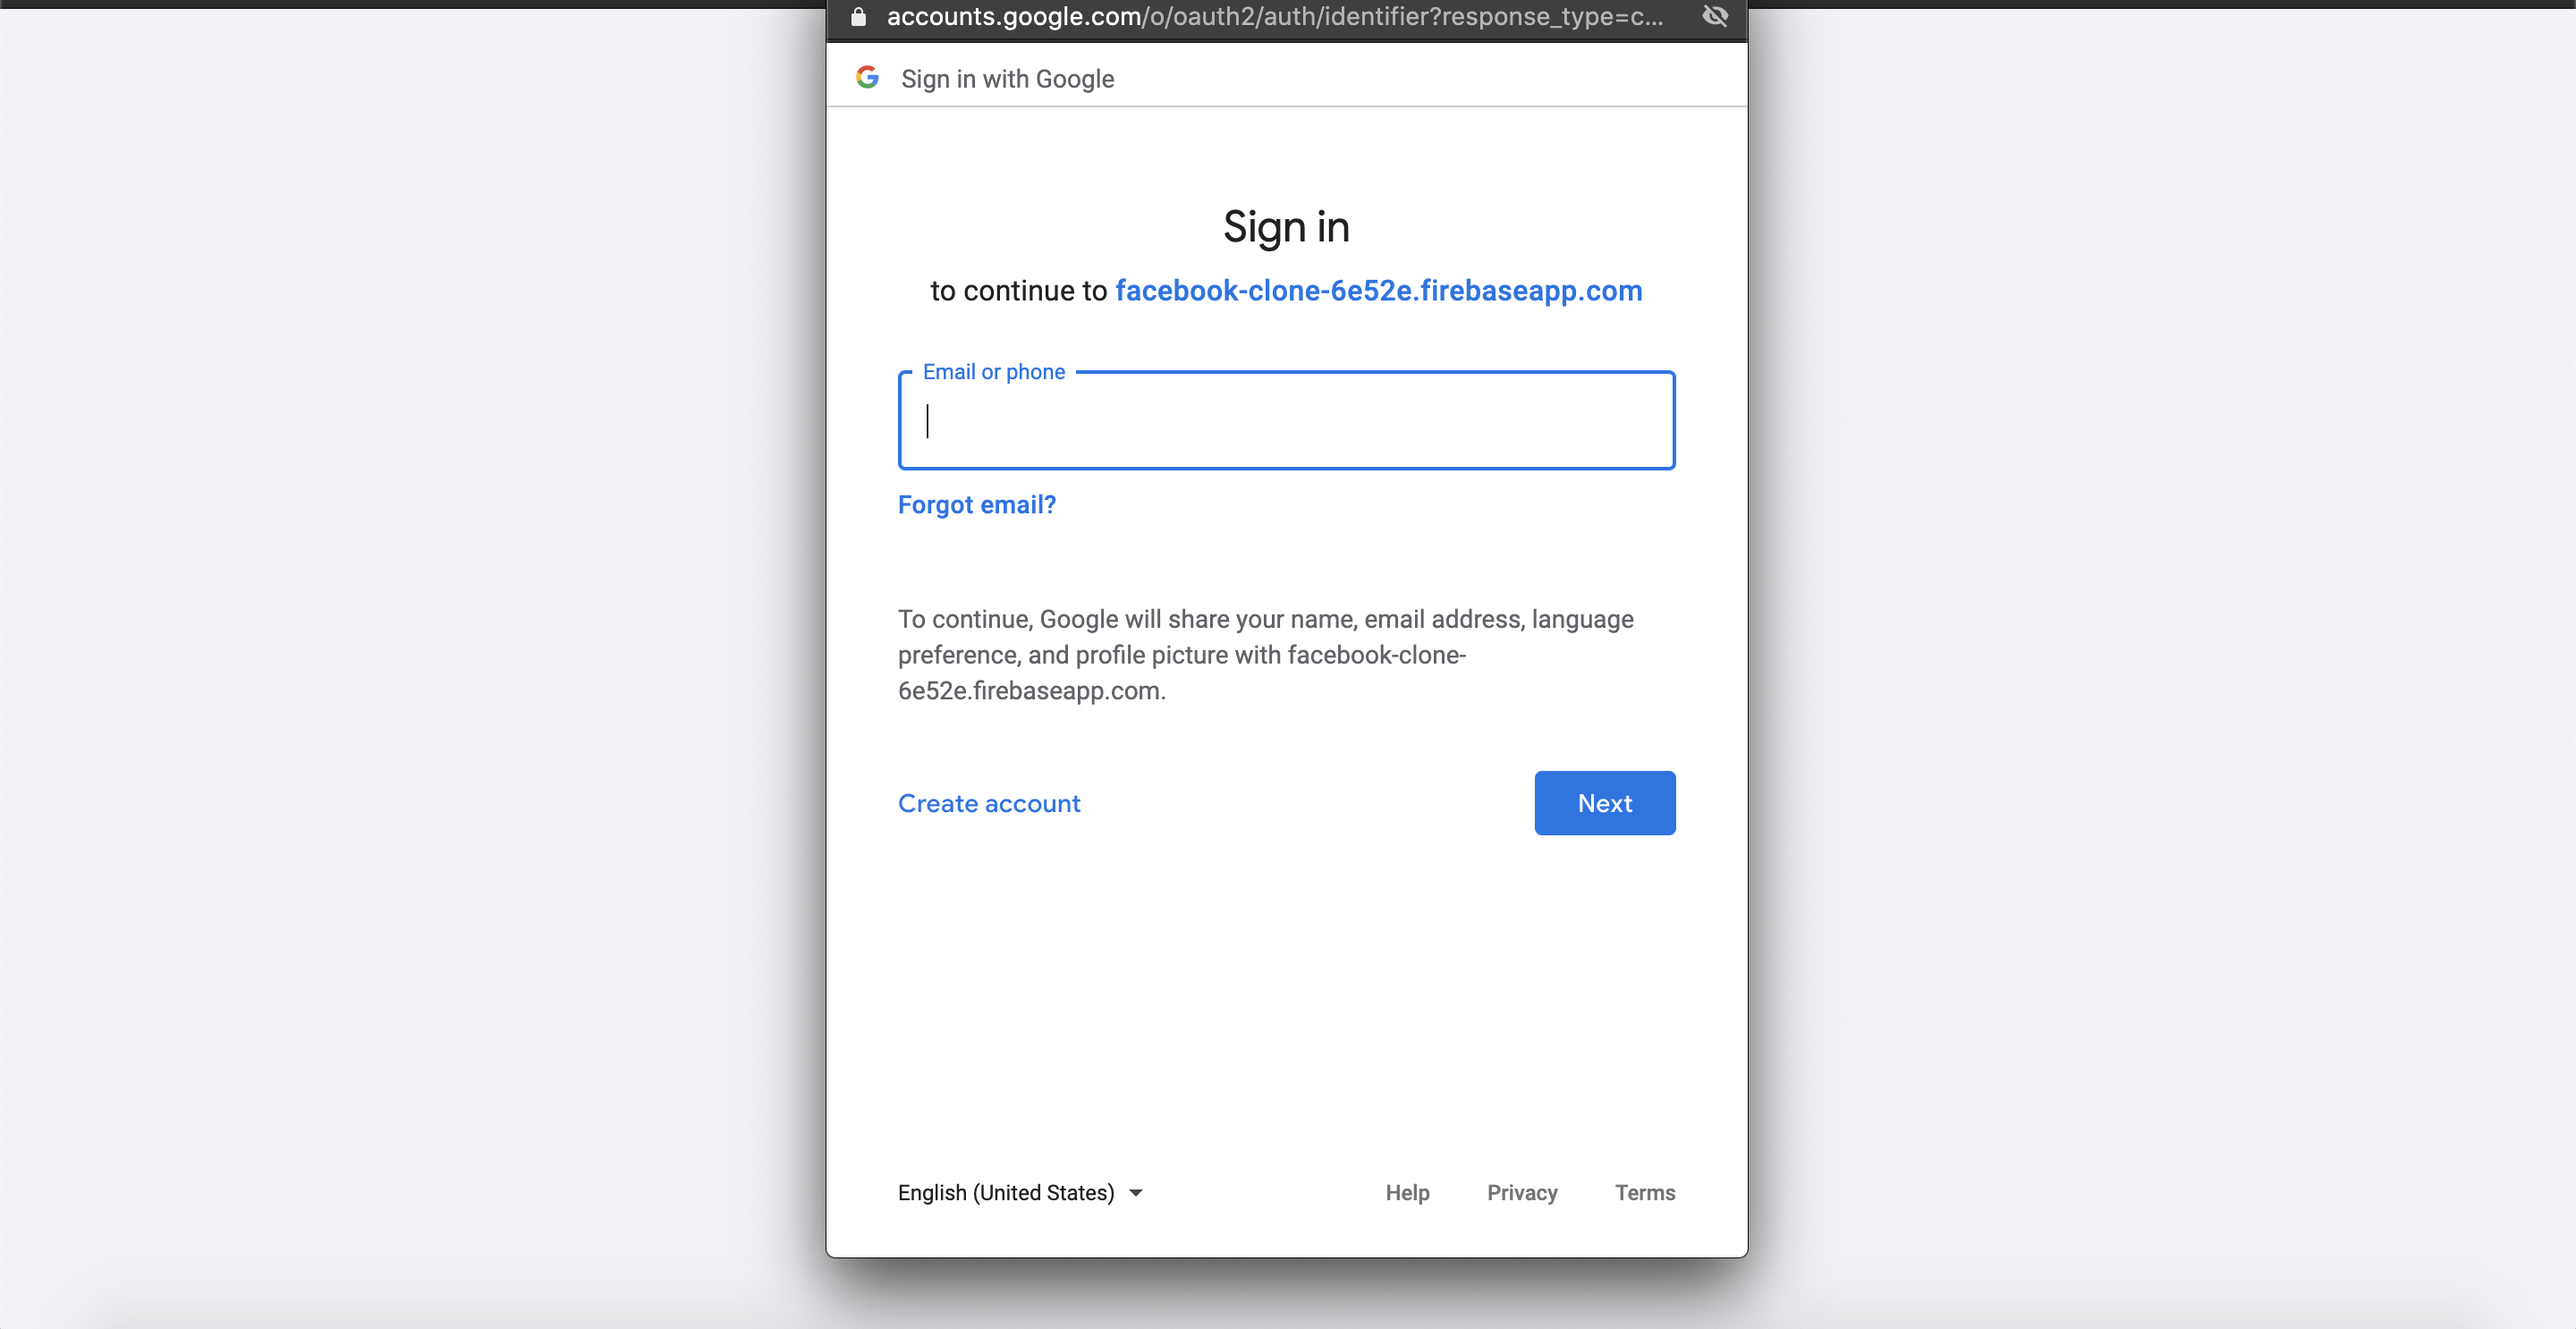 accounts.google.com/o/oauth2/auth/identifier?response_type=c...
Sign in with Google
Sign in
to continue to facebook-clone-6e52e.firebaseapp.com
Email or phone
Forgot email?
To continue, Google will share your name, email address, language
preference, and profile picture with facebook-clone-
6e52e.firebaseapp.com.
Create account
Next
English (United States)
Help
Privacy
Terms